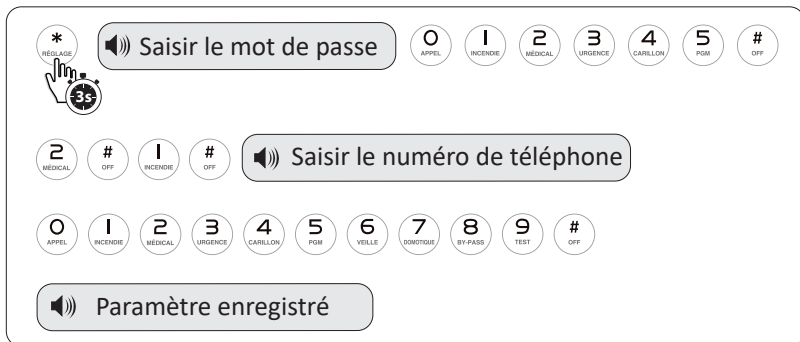 * RÉGLAGE 3s Saisir le mot de passe 0 APPEL 1 INCENDIE 2 MÉDICAL 3 URGENCE 4 CARILLON 5 PGM # OFF
2 MÉDICAL # OFF 1 INCENDIE # OFF Saisir le numéro de téléphone
0 APPEL 1 INCENDIE 2 MÉDICAL 3 URGENCE 4 CARILLON 5 PGM 6 VEILLE 7 DOMOTIQUE 8 BY-PASS 9 TEST # OFF
Paramètre enregistré